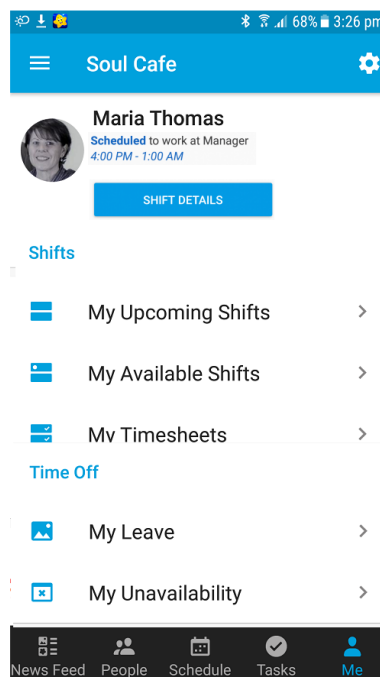 68% 3:26 pm
Soul Cafe
Maria Thomas
Scheduled to work at Manager
4:00 PM - 1:00 AM
SHIFT DETAILS
Shifts
My Upcoming Shifts
My Available Shifts
My Timesheets
Time Off
My Leave
My Unavailability
News Feed People Schedule Tasks Me